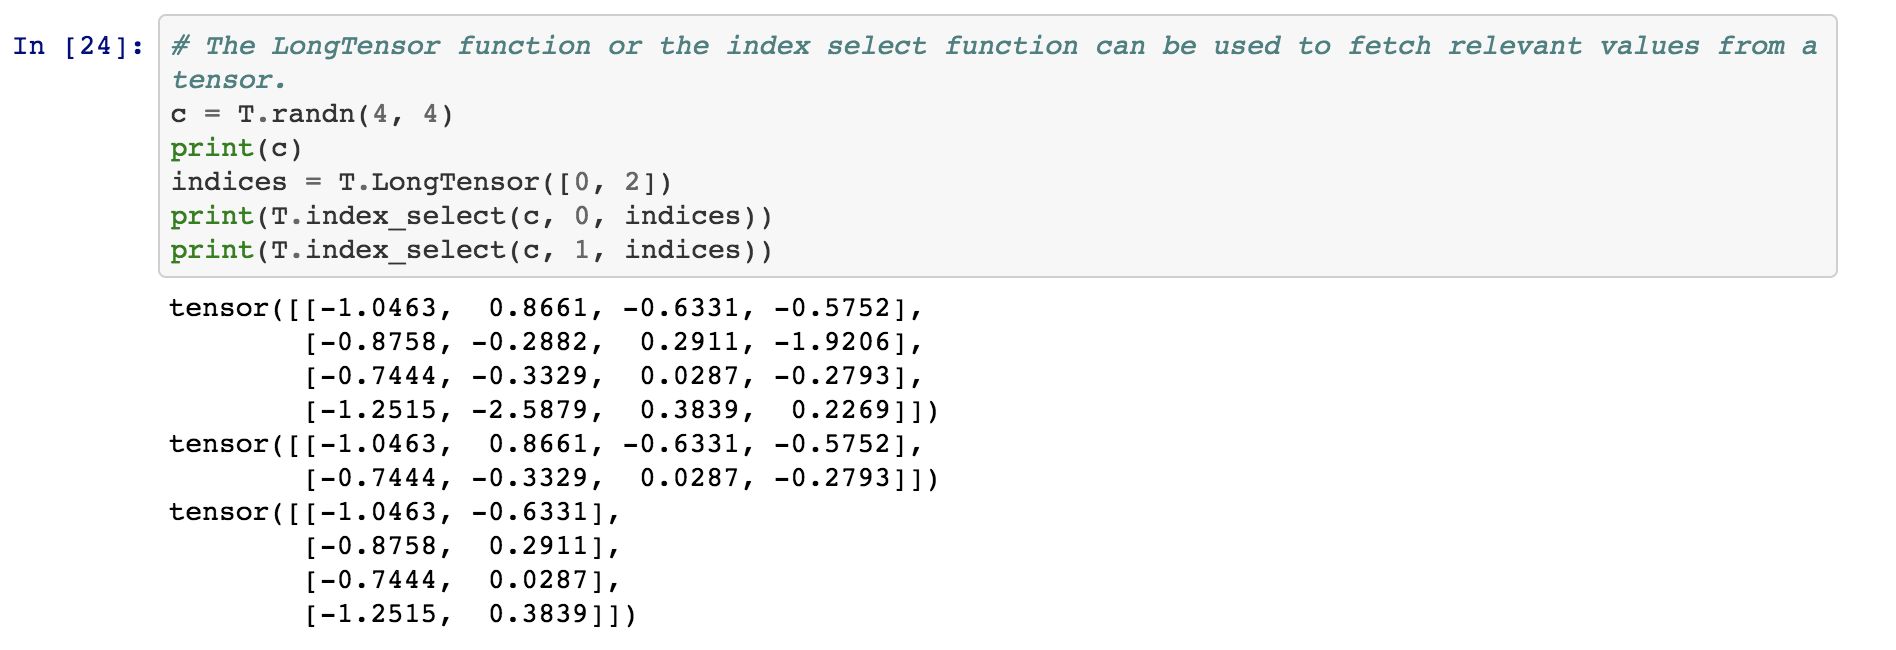 In [24]: # The LongTensor function or the index select function can be used to fetch relevant values from a
tensor.
c = T.randn(4, 4)
print(c)
indices = T.LongTensor([0, 2])
print(T.index_select(c, 0, indices))
print(T.index_select(c, 1, indices))
tensor([[-1.0463,  0.8661, -0.6331, -0.5752],
        [-0.8758, -0.2882,  0.2911, -1.9206],
        [-0.7444, -0.3329,  0.0287, -0.2793],
        [-1.2515, -2.5879,  0.3839,  0.2269]])
tensor([[-1.0463,  0.8661, -0.6331, -0.5752],
        [-0.7444, -0.3329,  0.0287, -0.2793]])
tensor([[-1.0463, -0.6331],
        [-0.8758,  0.2911],
        [-0.7444,  0.0287],
        [-1.2515,  0.3839]])